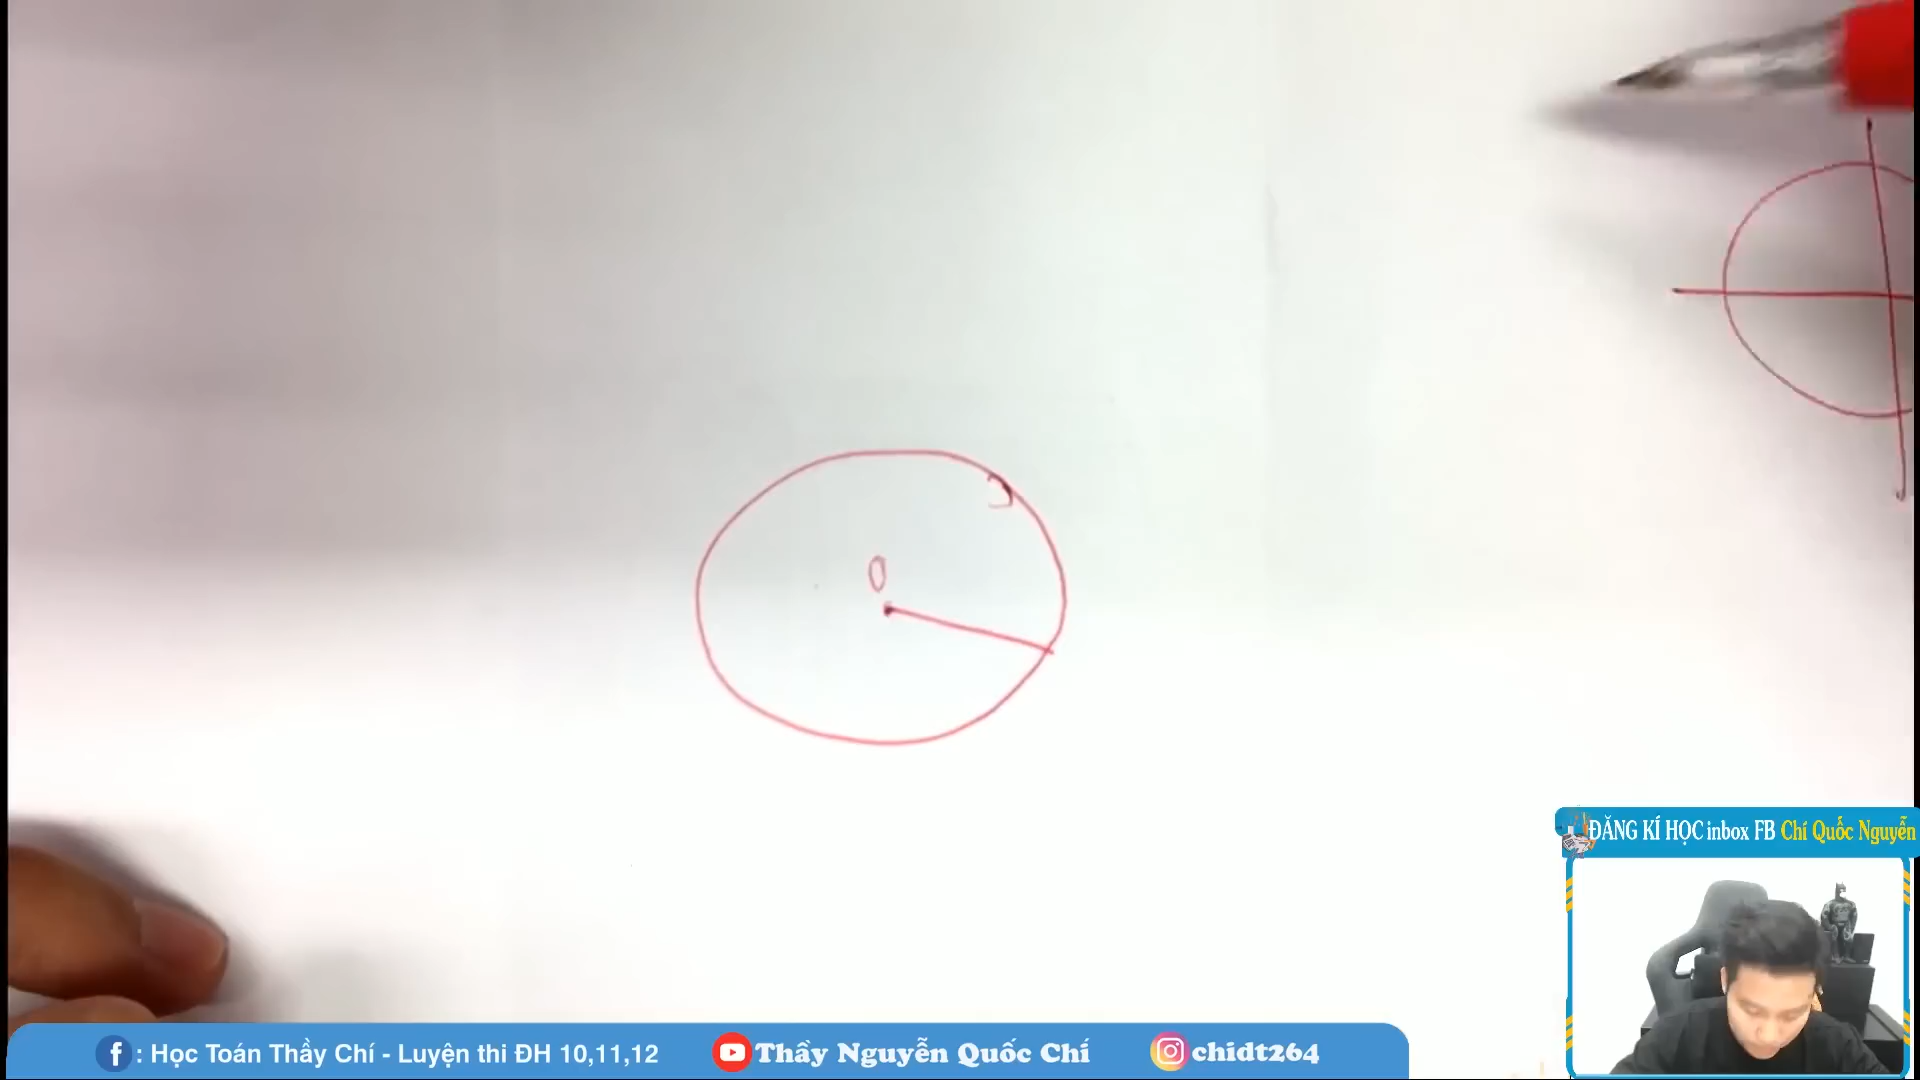 O
ĐĂNG KÍ HỌC inbox FB Chí Quốc Nguyễn
: Học Toán Thầy Chí - Luyện thi ĐH 10,11,12
Thầy Nguyễn Quốc Chí
chidt264